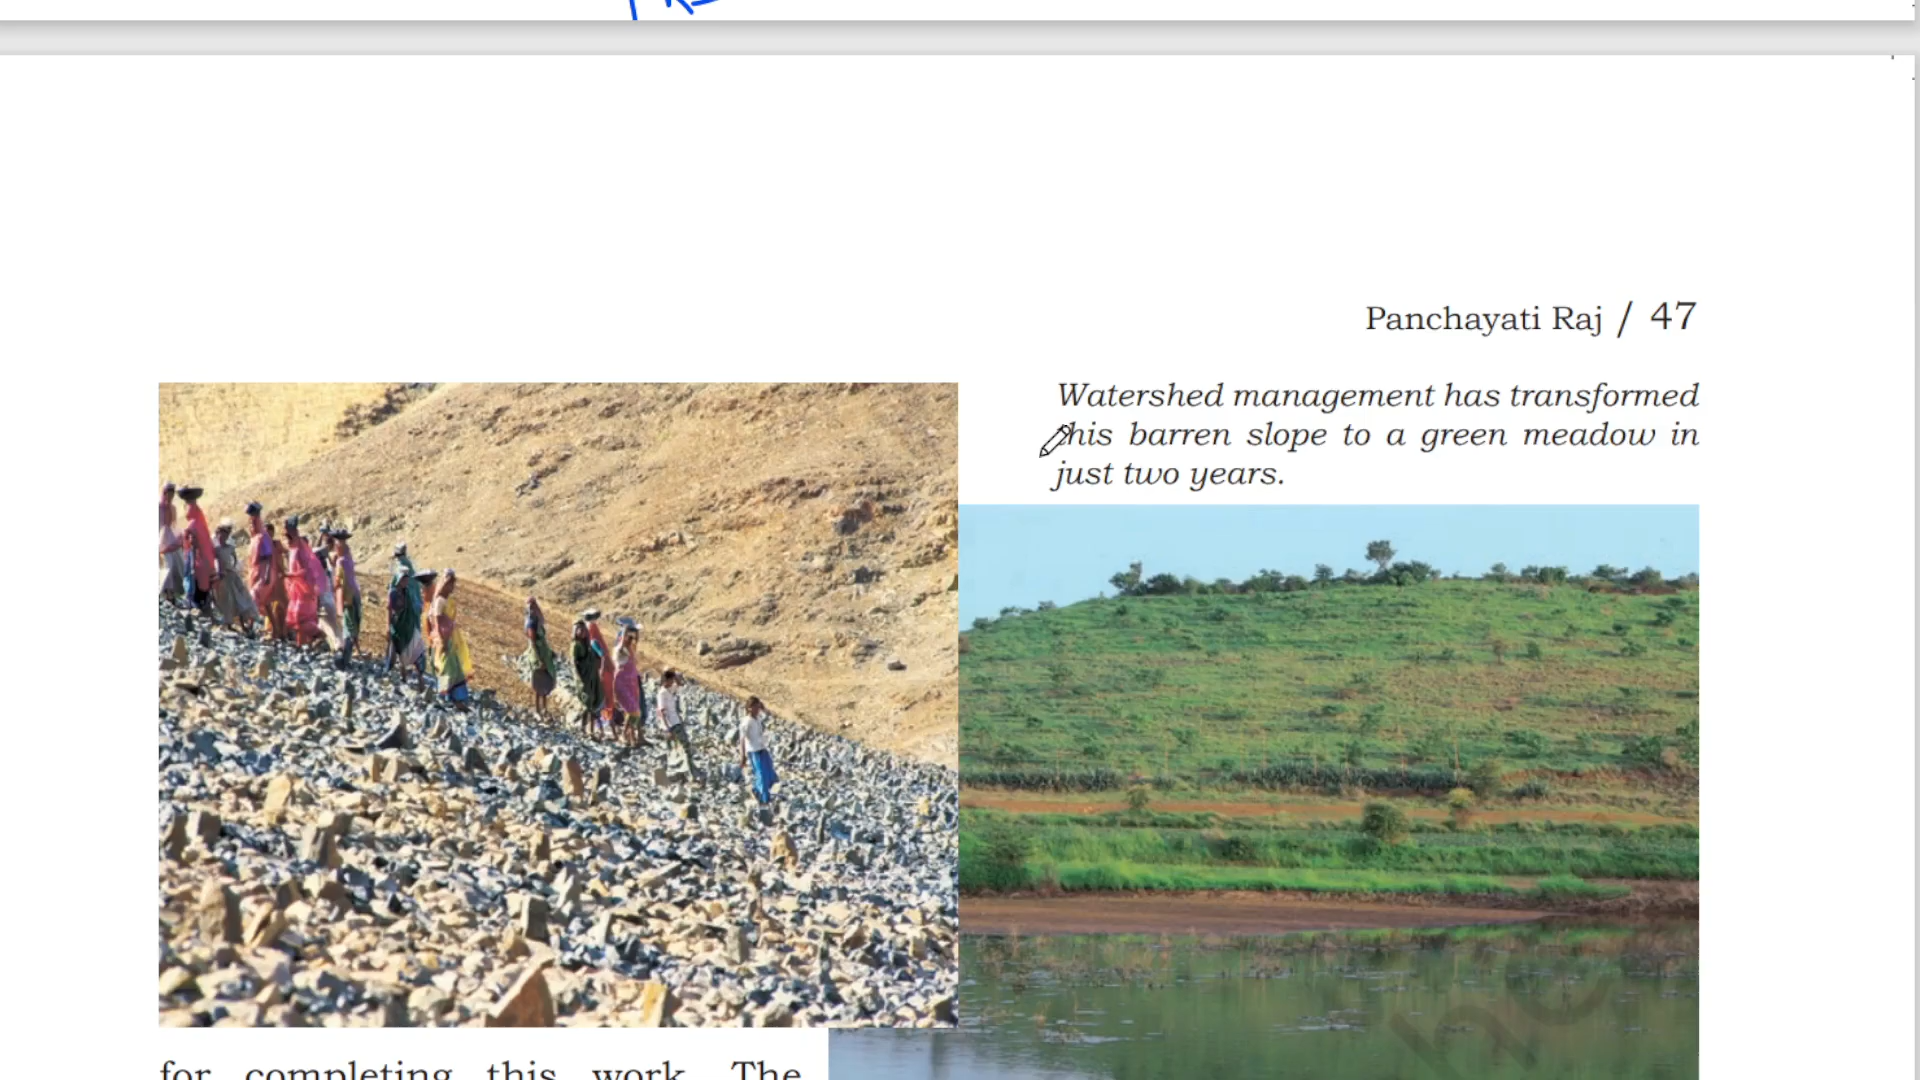 Panchayati Raj / 47
Watershed management has transformed
this barren slope to a green meadow in
just two years.
for completing this work. The